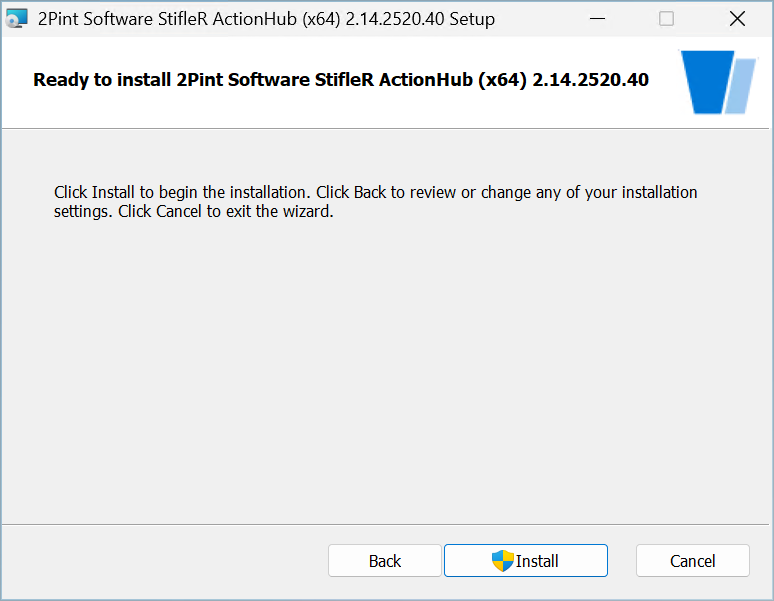 2Pint Software StifleR ActionHub (x64) 2.14.2520.40 Setup
Ready to install 2Pint Software StifleR ActionHub (x64) 2.14.2520.40
Click Install to begin the installation. Click Back to review or change any of your installation
settings. Click Cancel to exit the wizard.
Back
Install
Cancel